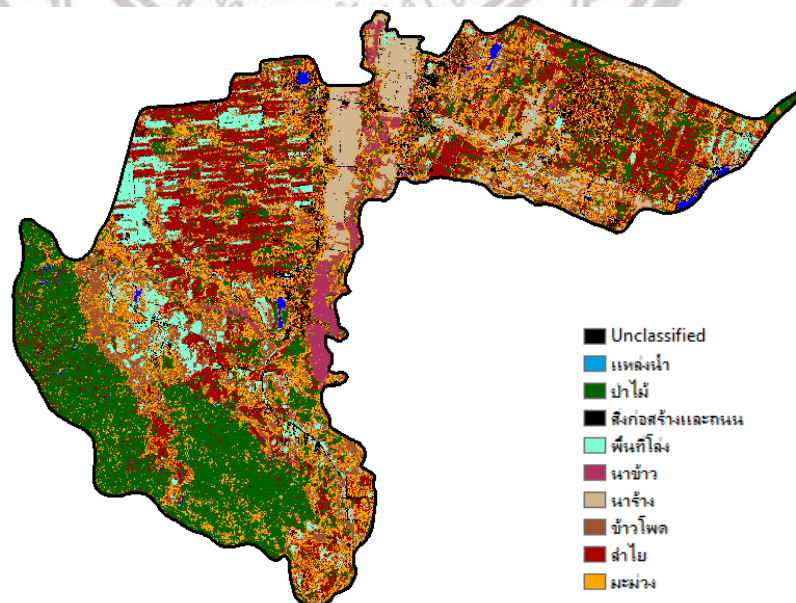 Unclassified
แหล่งน้ำ
ป่าไม้
สิ่งก่อสร้างและถนน
พื้นที่โล่ง
นาข้าว
นาร้าง
ข้าวโพด
ลำไย
มะม่วง